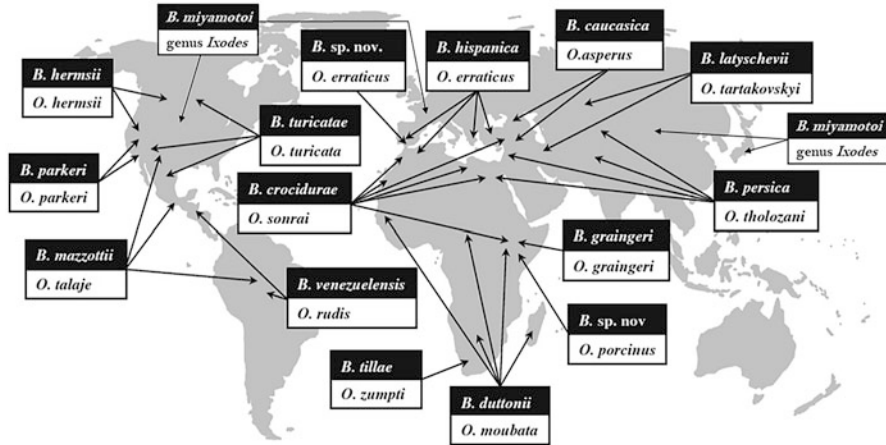 B. miyamotoi
genus Ixodes
B. sp. nov.
O. erraticus
B. hispanica
O. erraticus
B. caucasica
O.asperus
B. latyschevii
O. tartakovskyi
B. hermsii
O. hermsii
B. turicatae
O. turicata
B. miyamotoi
genus Ixodes
B. parkeri
O. parkeri
B. crocidurae
O. sonrai
B. persica
O. tholozani
B. mazzottii
O. talaje
B. venezuelensis
O. rudis
B. graingeri
O. graingeri
B. sp. nov
O. porcinus
B. tillae
O. zumpti
B. duttonii
O. moubata